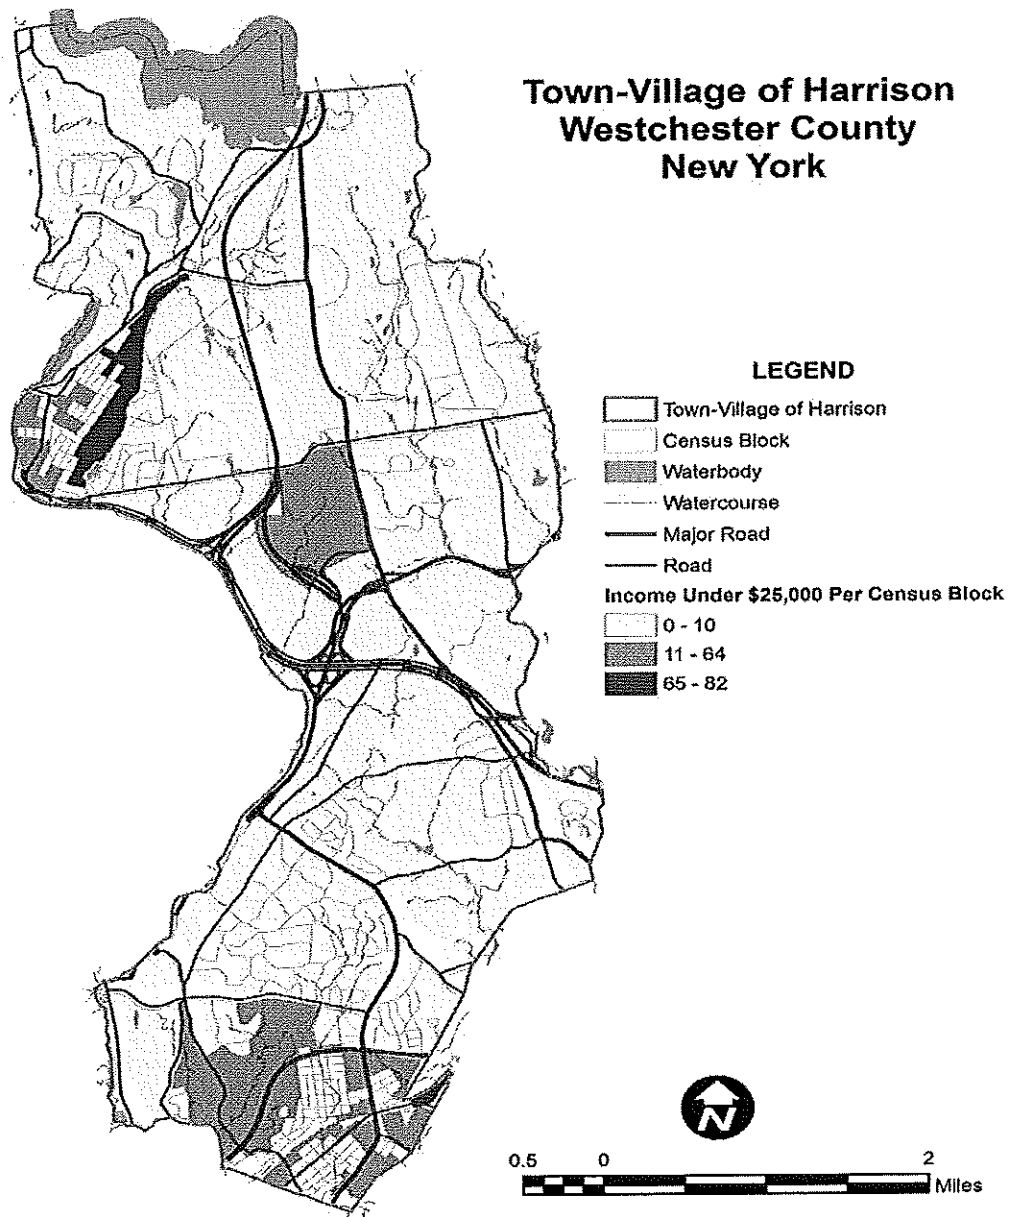 Town-Village of Harrison
Westchester County
New York
LEGEND
Town-Village of Harrison
Census Block
Waterbody
Watercourse
Major Road
Road
Income Under $25,000 Per Census Block
0 - 10
11 - 64
65 - 82
N
0.5 0 2
Miles